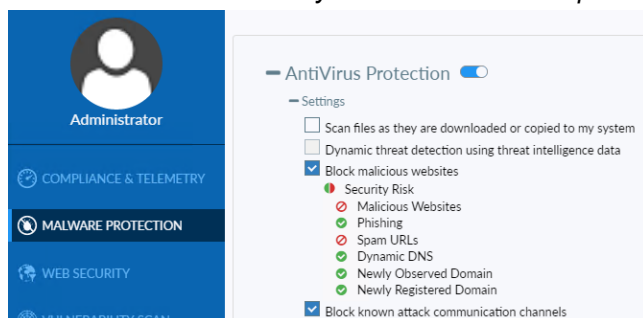 Administrator
COMPLIANCE & TELEMETRY
MALWARE PROTECTION
WEB SECURITY
AntiVirus Protection
Settings
Scan files as they are downloaded or copied to my system
Dynamic threat detection using threat intelligence data
Block malicious websites
Security Risk
Malicious Websites
Phishing
Spam URLs
Dynamic DNS
Newly Observed Domain
Newly Registered Domain
Block known attack communication channels